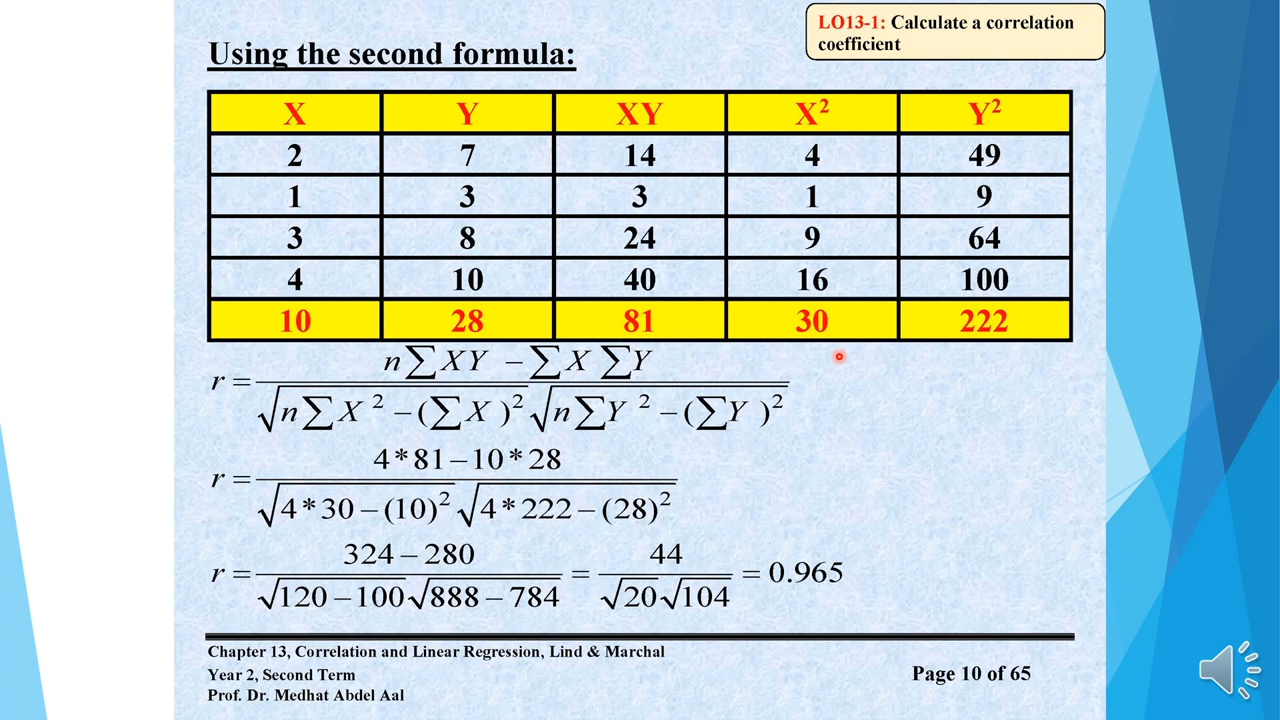 LO13-1: Calculate a correlation
coefficient
Using the second formula:
X Y XY X² Y²
2 7 14 4 49
1 3 3 1 9
3 8 24 9 64
4 10 40 16 100
10 28 81 30 222
r = (n∑XY − ∑X ∑Y) / (√(n∑X² − (∑X)²) √(n∑Y² − (∑Y)²))
r = (4*81 − 10*28) / (√(4*30 − (10)²) √(4*222 − (28)²))
r = (324 − 280) / (√(120 − 100) √(888 − 784)) = 44 / (√20 √104) = 0.965
Chapter 13, Correlation and Linear Regression, Lind & Marchal
Year 2, Second Term
Page 10 of 65
Prof. Dr. Medhat Abdel Aal